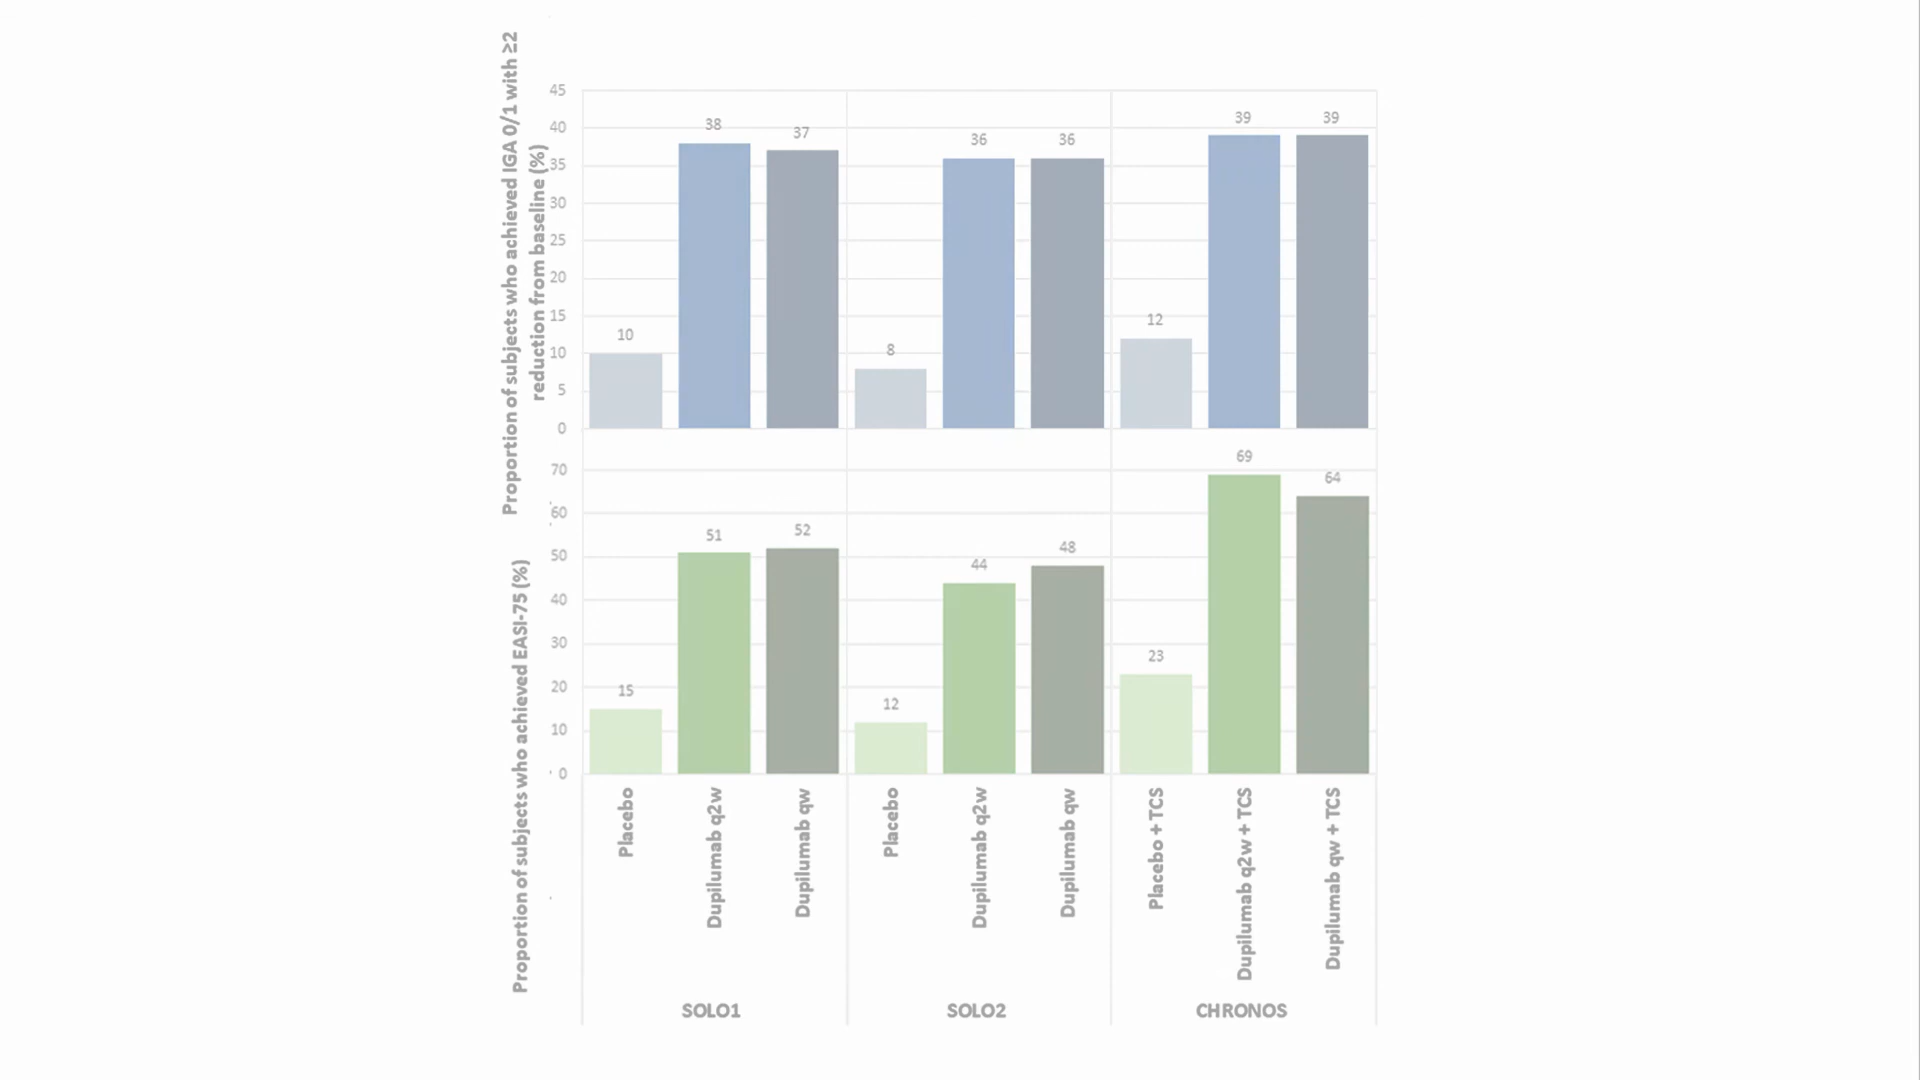 Proportion of subjects who achieved IGA 0/1 with ≥2
reduction from baseline (%)
45
40
35
30
25
20
15
10
5
0
10
38
37
8
36
36
12
39
39
Proportion of subjects who achieved EASI-75 (%)
70
60
50
40
30
20
10
0
15
51
52
12
44
48
23
69
64
Placebo
Dupilumab q2w
Dupilumab qw
Placebo
Dupilumab q2w
Dupilumab qw
Placebo + TCS
Dupilumab q2w + TCS
Dupilumab qw + TCS
SOLO1
SOLO2
CHRONOS